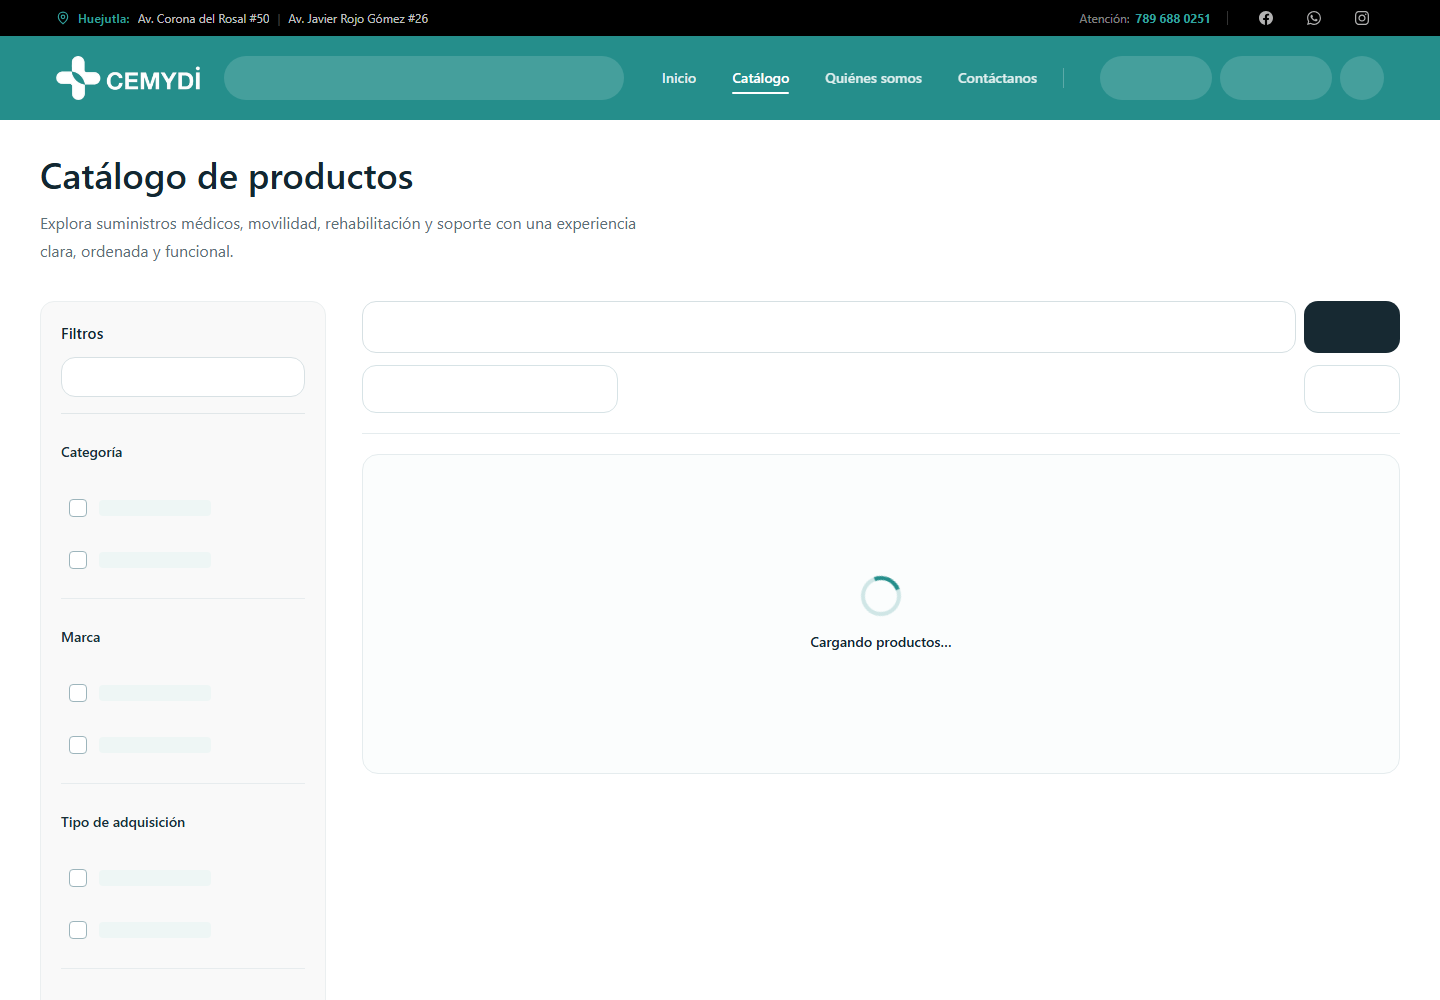 Huejutla: Av. Corona del Rosal #50 | Av. Javier Rojo Gómez #26
Atención: 789 688 0251
CEMYDI
Inicio
Catálogo
Quiénes somos
Contáctanos
Catálogo de productos
Explora suministros médicos, movilidad, rehabilitación y soporte con una experiencia
clara, ordenada y funcional.
Filtros
Categoría
Marca
Tipo de adquisición
Cargando productos...